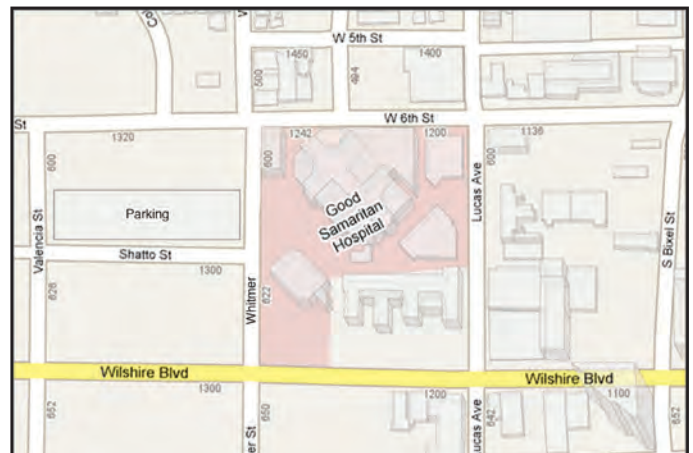 W 5th St
1450
1400
500
494
W 6th St
St
1320
1242
1200
1136
600
600
600
Good
Samaritan
Hospital
Parking
Valencia St
Lucas Ave
S Bixel St
Shatto St
1300
626
622
Whitmer
Wilshire Blvd
Wilshire Blvd
1300
1200
1100
652
650
er St
Lucas Ave
642
652